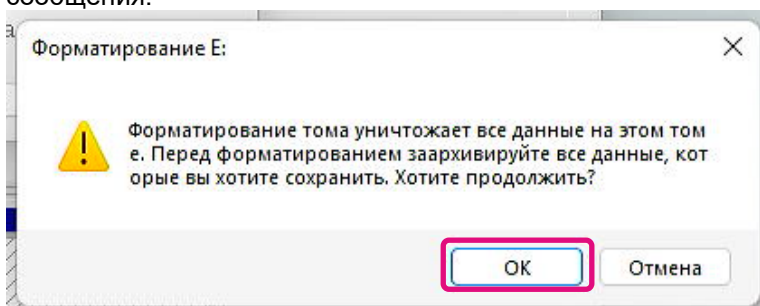 сообщения.
Форматирование E:
Форматирование тома уничтожает все данные на этом том
е. Перед форматированием заархивируйте все данные, кот
орые вы хотите сохранить. Хотите продолжить?
ОК
Отмена